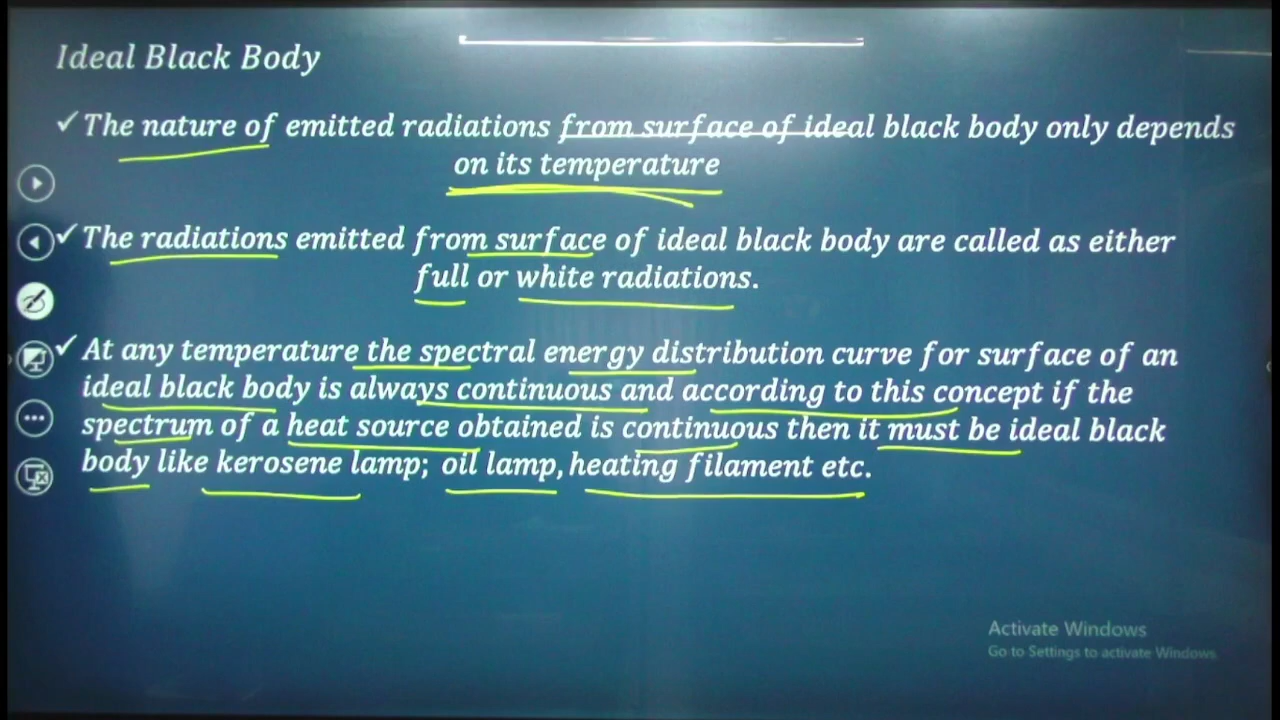 Ideal Black Body
✓ The nature of emitted radiations from surface of ideal black body only depends
on its temperature
✓ The radiations emitted from surface of ideal black body are called as either
full or white radiations.
✓ At any temperature the spectral energy distribution curve for surface of an
ideal black body is always continuous and according to this concept if the
spectrum of a heat source obtained is continuous then it must be ideal black
body like kerosene lamp; oil lamp, heating filament etc.
Activate Windows
Go to Settings to activate Windows.